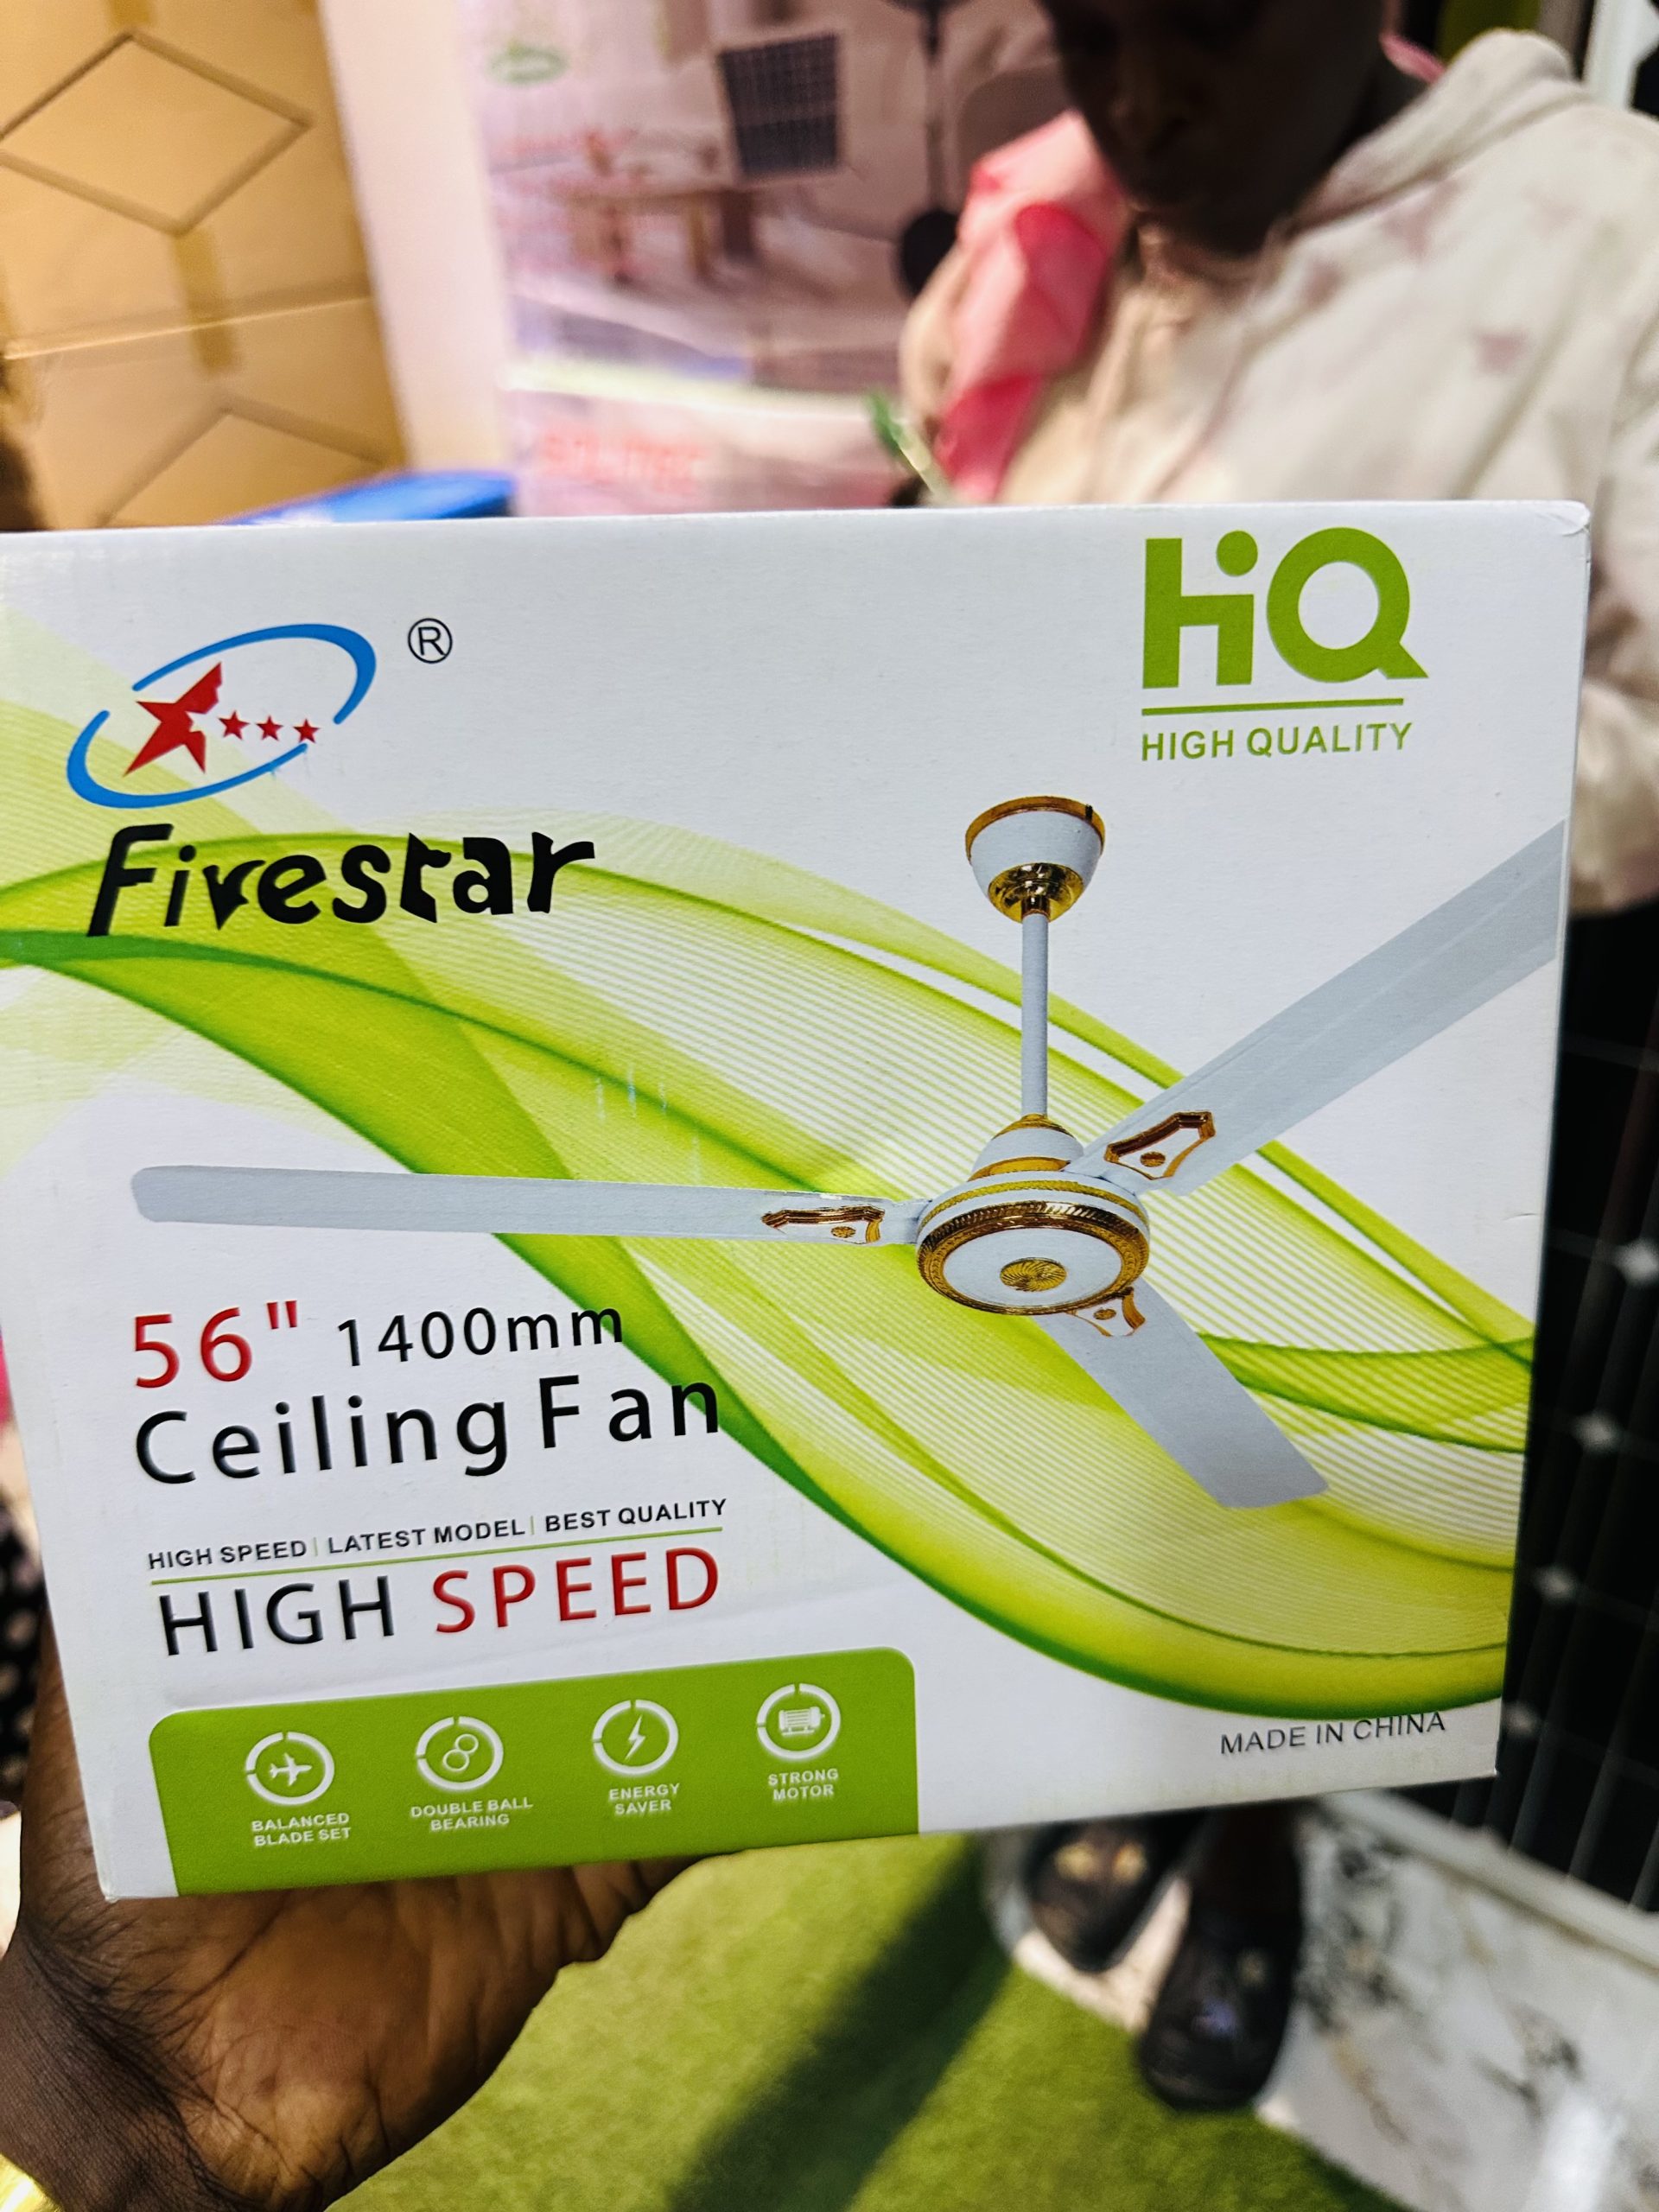 ®
HiQ
HIGH QUALITY
Fivestar
56" 1400mm
Ceiling Fan
HIGH SPEED | LATEST MODEL | BEST QUALITY
HIGH SPEED
BALANCED
BLADE SET
DOUBLE BALL
BEARING
ENERGY
SAVER
STRONG
MOTOR
MADE IN CHINA